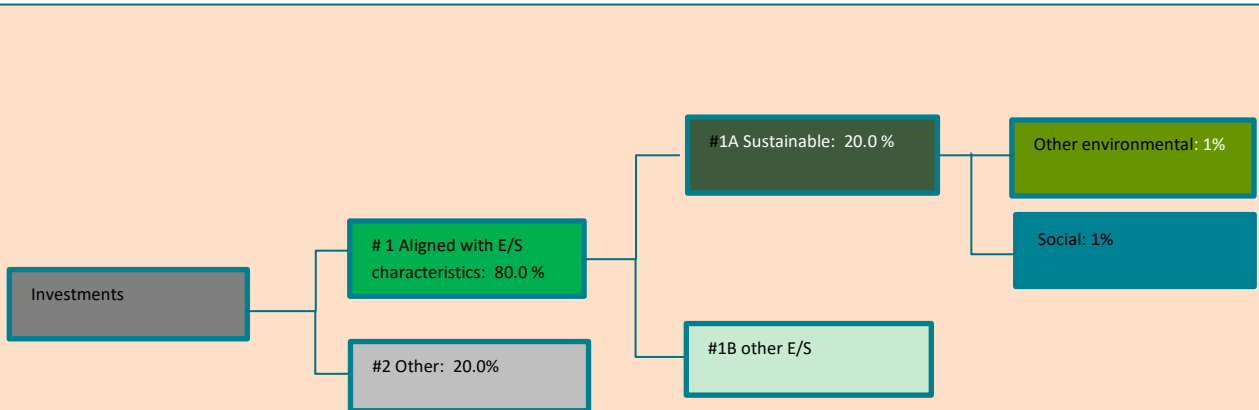 Investments
# 1 Aligned with E/S
characteristics: 80.0 %
#2 Other: 20.0%
#1A Sustainable: 20.0 %
#1B other E/S
Other environmental: 1%
Social: 1%